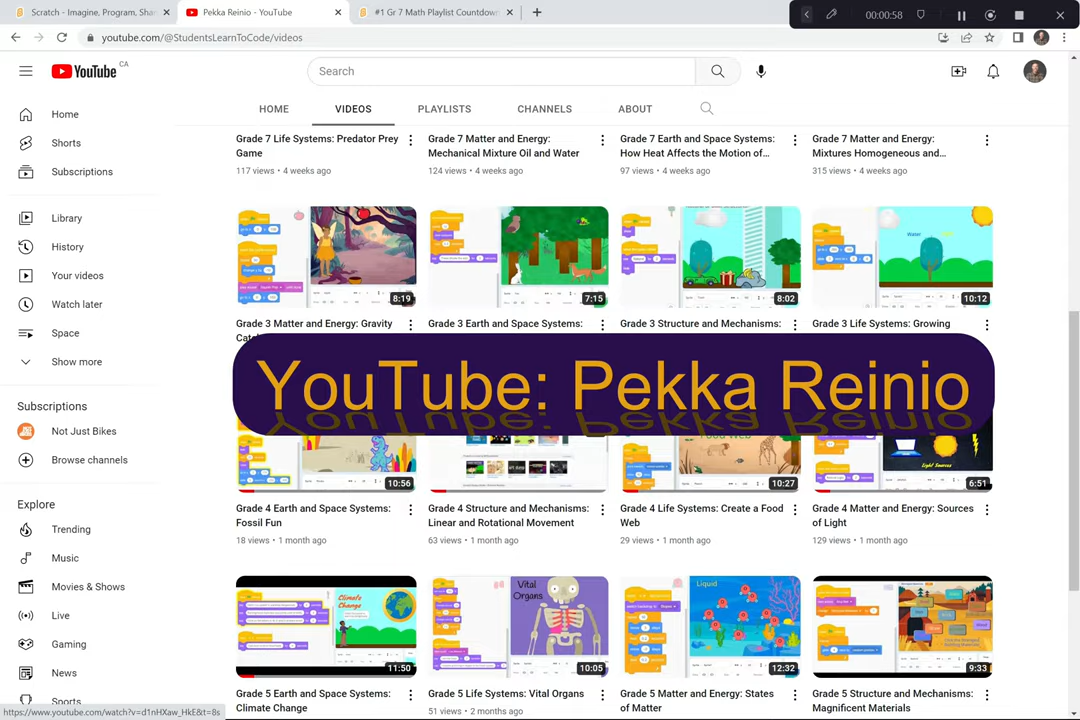 Scratch - Imagine, Program, Shar
Pekka Reinio - YouTube
#1 Gr 7 Math Playlist Countdown
00:00:58
youtube.com/@StudentsLearnToCode/videos
YouTube CA
Search
HOME
VIDEOS
PLAYLISTS
CHANNELS
ABOUT
Home
Shorts
Subscriptions
Library
History
Your videos
Watch later
Space
Show more
Subscriptions
Not Just Bikes
Browse channels
Explore
Trending
Music
Movies & Shows
Live
Gaming
News
Sports
Grade 7 Life Systems: Predator Prey
Game
117 views • 4 weeks ago
Grade 7 Matter and Energy:
Mechanical Mixture Oil and Water
124 views • 4 weeks ago
Grade 7 Earth and Space Systems:
How Heat Affects the Motion of…
97 views • 4 weeks ago
Grade 7 Matter and Energy:
Mixtures Homogeneous and…
315 views • 4 weeks ago
8:19
7:15
8:02
Water
10:12
Grade 3 Matter and Energy: Gravity
Grade 3 Earth and Space Systems:
Grade 3 Structure and Mechanisms:
Grade 3 Life Systems: Growing
YouTube: Pekka Reinio
10:56
10:27
Light Sources
6:51
Grade 4 Earth and Space Systems:
Fossil Fun
18 views • 1 month ago
Grade 4 Structure and Mechanisms:
Linear and Rotational Movement
63 views • 1 month ago
Grade 4 Life Systems: Create a Food
Web
29 views • 1 month ago
Grade 4 Matter and Energy: Sources
of Light
129 views • 1 month ago
Climate
Change
11:50
Vital
Organs
10:05
Liquid
12:32
9:33
Grade 5 Earth and Space Systems:
Climate Change
Grade 5 Life Systems: Vital Organs
51 views • 2 months ago
Grade 5 Matter and Energy: States
of Matter
Grade 5 Structure and Mechanisms:
Magnificent Materials
https://www.youtube.com/watch?v=d1nHXaw_HkE&t=8s